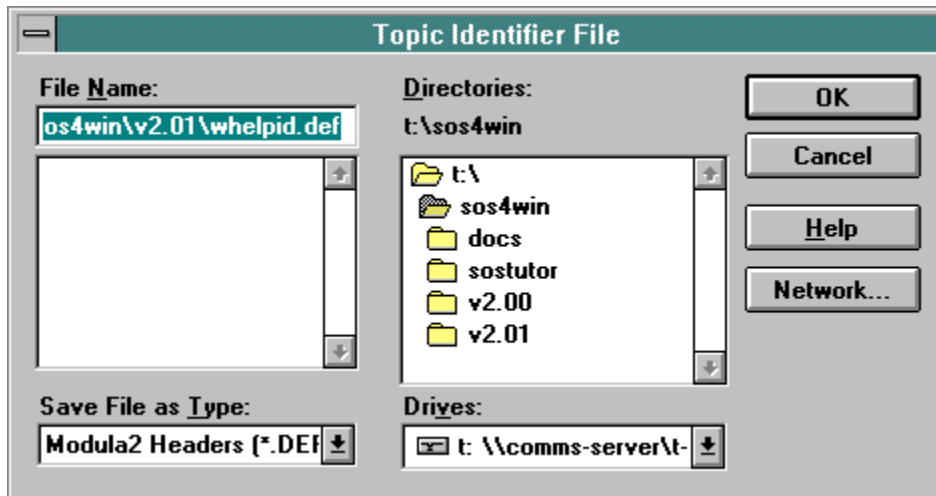 Topic Identifier File
File Name:
os4win\v2.01\whelpid.def
Save File as Type:
Modula2 Headers (*.DEF
Directories:
t:\sos4win
t:\
sos4win
docs
sostutor
v2.00
v2.01
Drives:
t: \\comms-server\t-
OK
Cancel
Help
Network...